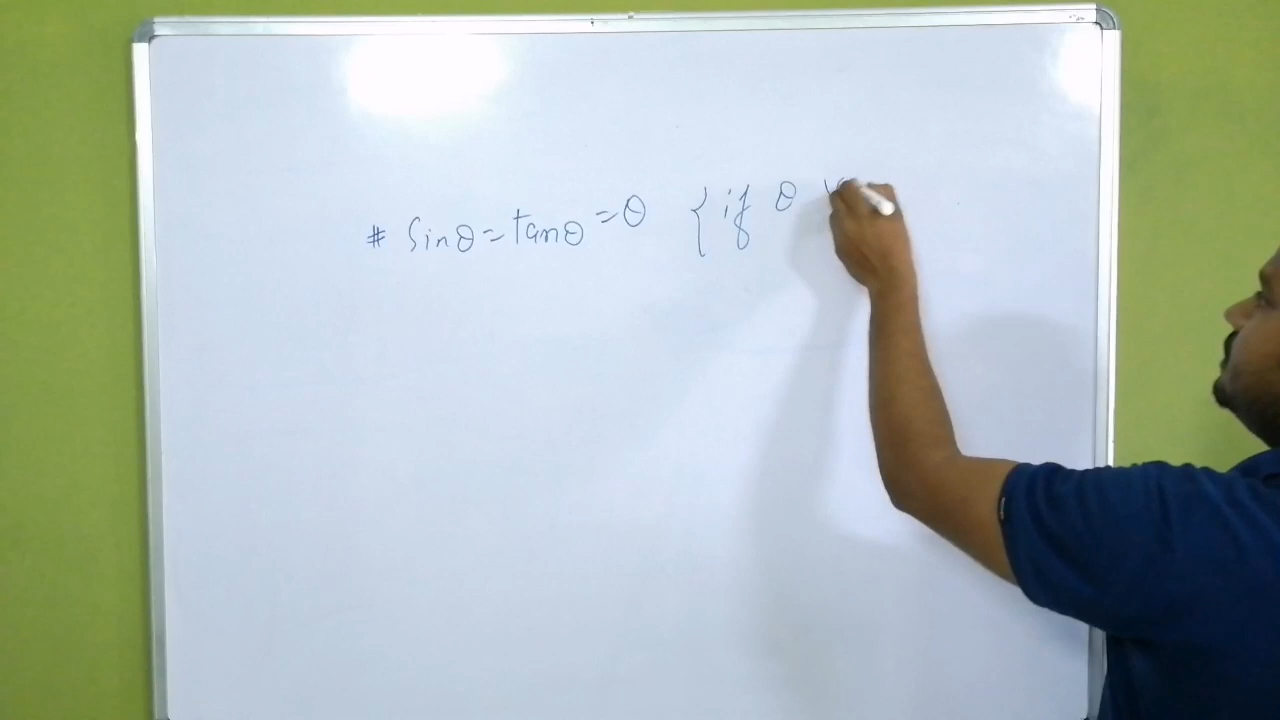 # sinθ = tanθ = θ { if θ